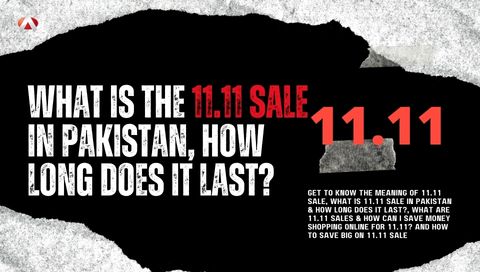 WHAT IS THE 11.11 SALE
IN PAKISTAN, HOW
LONG DOES IT LAST?
11.11
GET TO KNOW THE MEANING OF 11.11
SALE, WHAT IS 11.11 SALE IN PAKISTAN
& HOW LONG DOES IT LAST?, WHAT ARE
11.11 SALES & HOW CAN I SAVE MONEY
SHOPPING ONLINE FOR 11.11? AND HOW
TO SAVE BIG ON 11.11 SALE